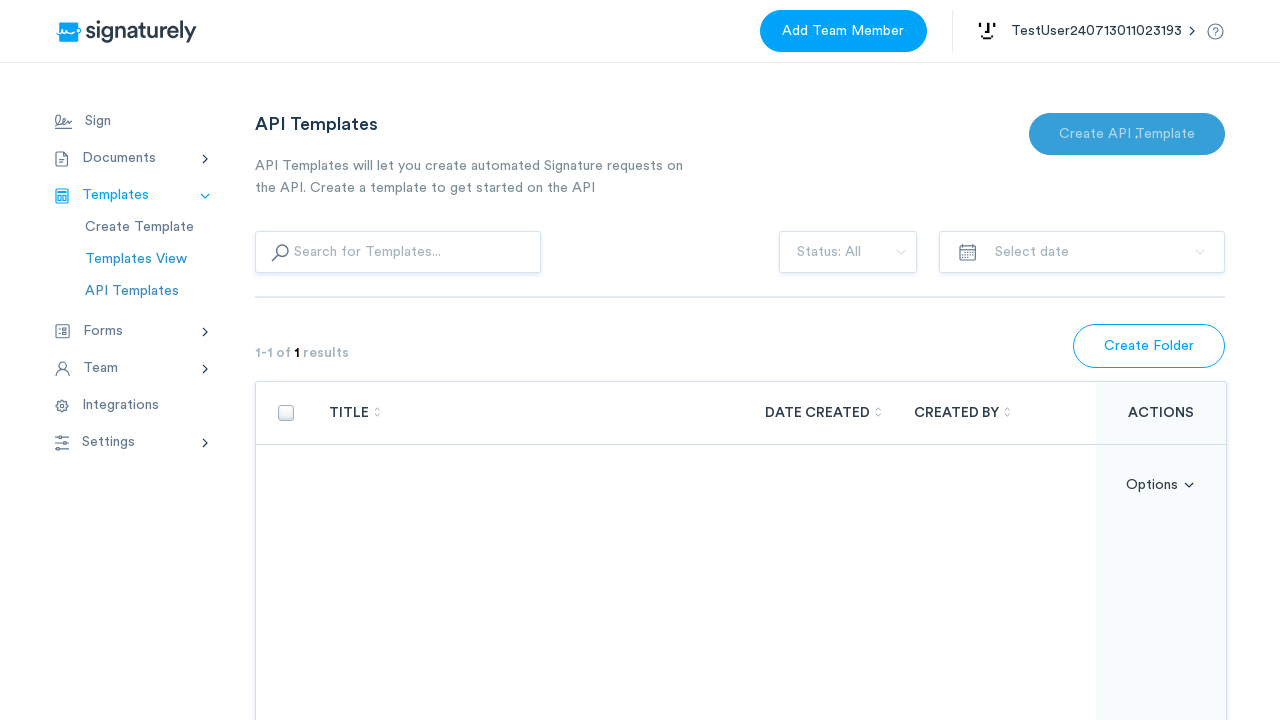 signaturely
Add Team Member
TestUser240713011023193
Sign
Documents
Templates
Create Template
Templates View
API Templates
Forms
Team
Integrations
Settings
API Templates
Create API Template
API Templates will let you create automated Signature requests on
the API. Create a template to get started on the API
Search for Templates...
Status: All
Select date
1-1 of 1 results
Create Folder
TITLE
DATE CREATED
CREATED BY
ACTIONS
Options